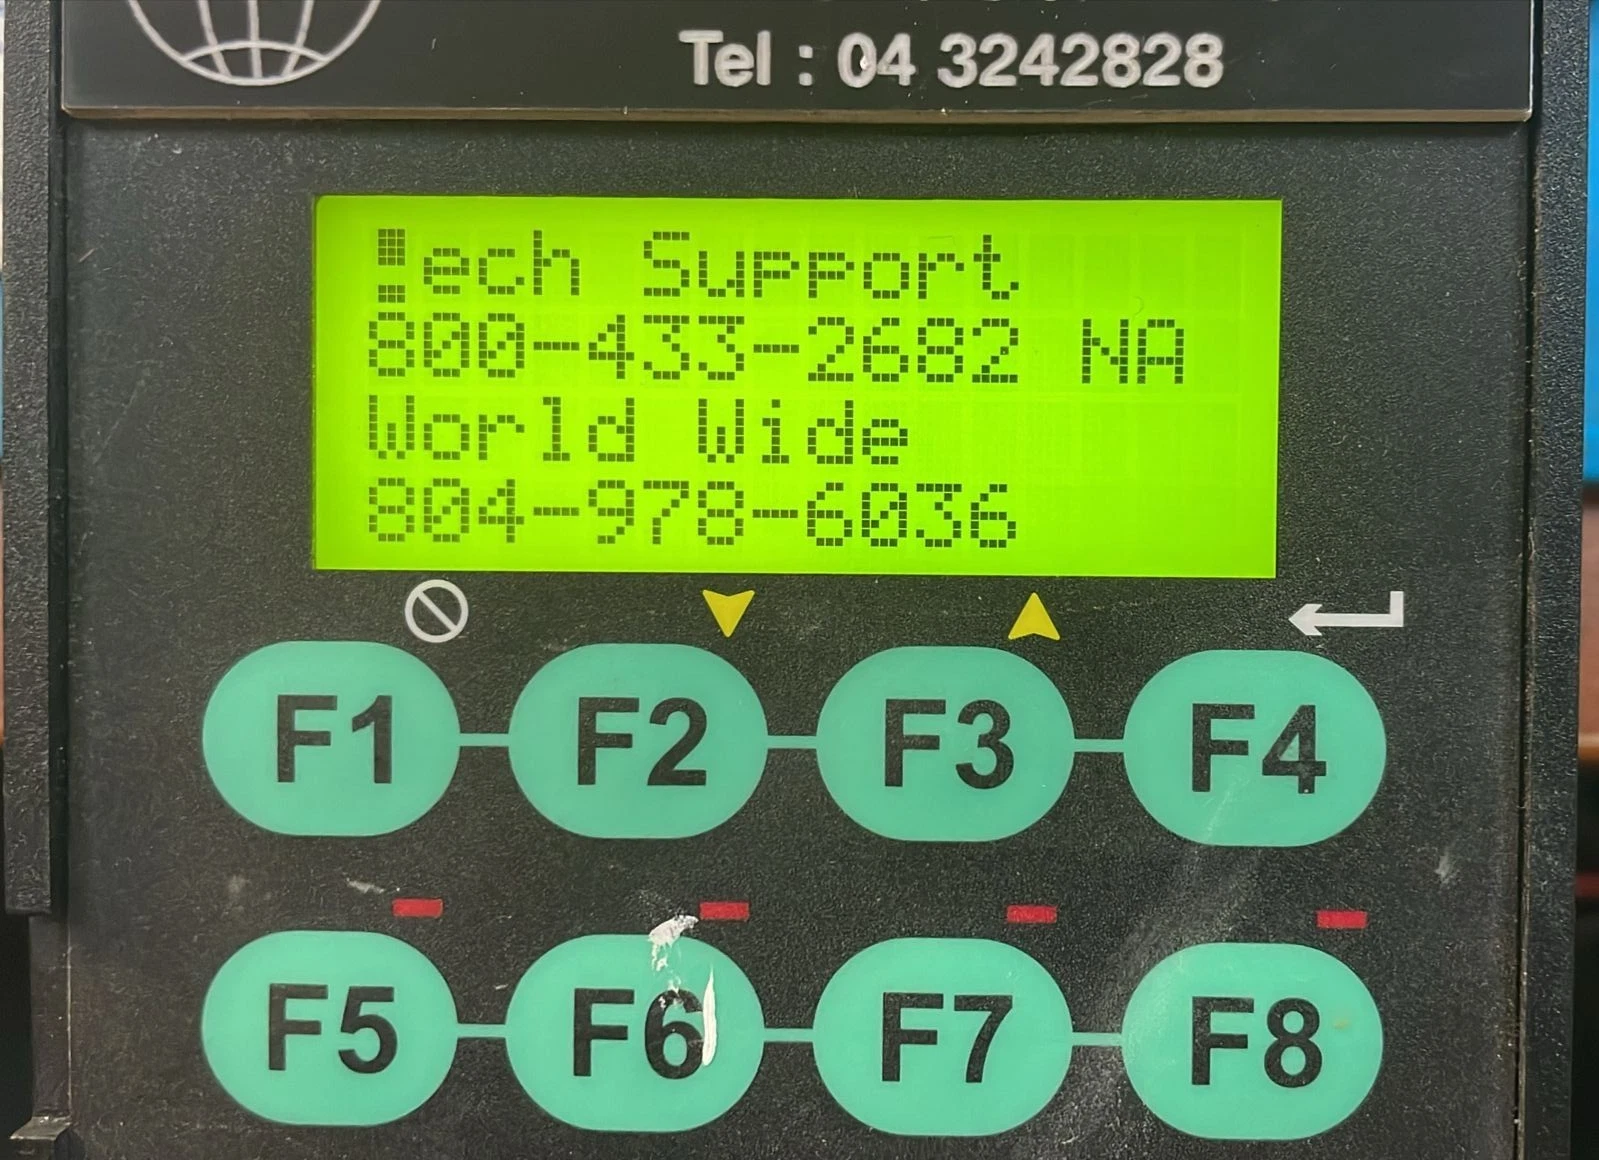 Tel : 04 3242828
Tech Support
800-433-2682 NA
World Wide
804-978-6036
F1 F2 F3 F4
F5 F6 F7 F8